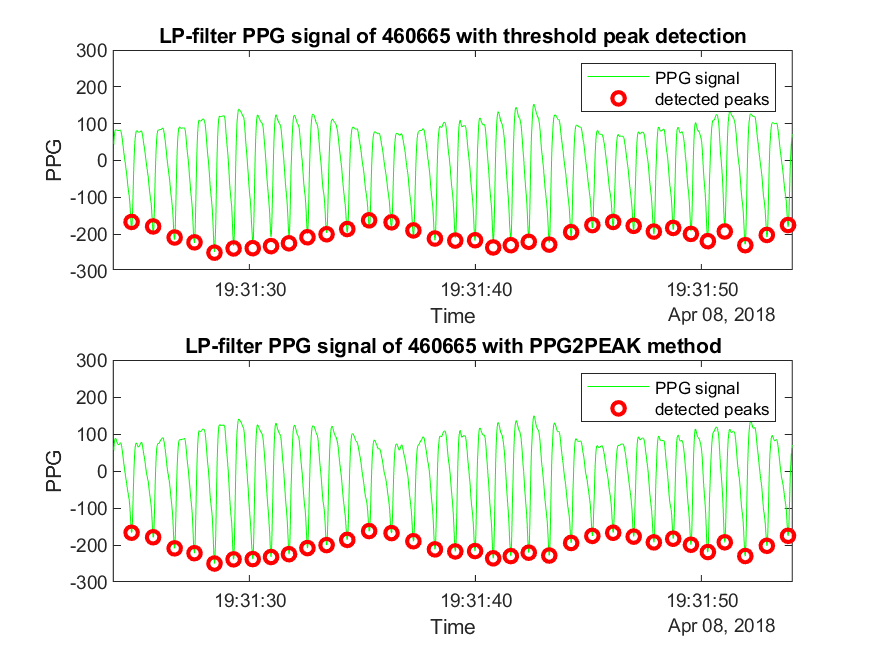 LP-filter PPG signal of 460665 with threshold peak detection
300
200
100
0
-100
-200
-300
PPG
PPG signal
detected peaks
19:31:30 19:31:40 19:31:50
Time
Apr 08, 2018
LP-filter PPG signal of 460665 with PPG2PEAK method
300
200
100
0
-100
-200
-300
PPG
PPG signal
detected peaks
19:31:30 19:31:40 19:31:50
Time
Apr 08, 2018